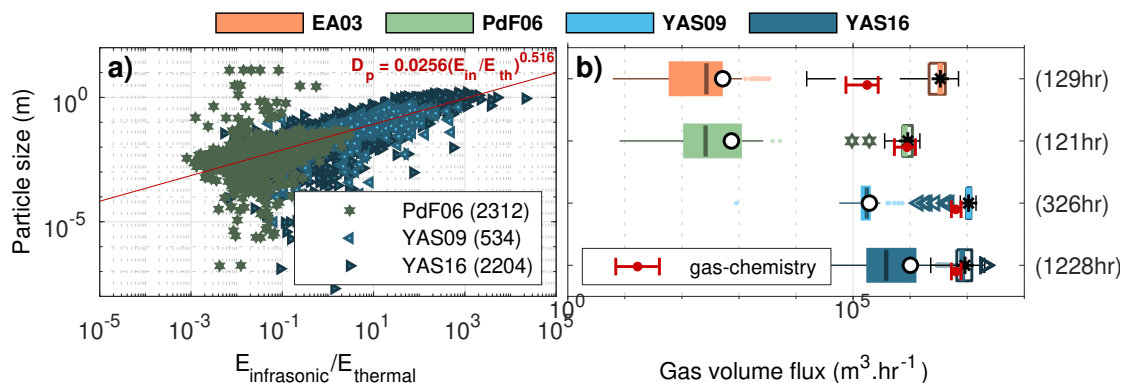 EA03 PdF06 YAS09 YAS16
a)
D_p = 0.0256(E_in/E_th)^0.516
Particle size (m)
10^0
10^-5
PdF06 (2312)
YAS09 (534)
YAS16 (2204)
10^-5 10^-3 10^-1 10^1 10^3 10^5
E_infrasonic/E_thermal
b)
(129hr)
(121hr)
(326hr)
(1228hr)
gas-chemistry
10^5
Gas volume flux (m^3.hr^-1)